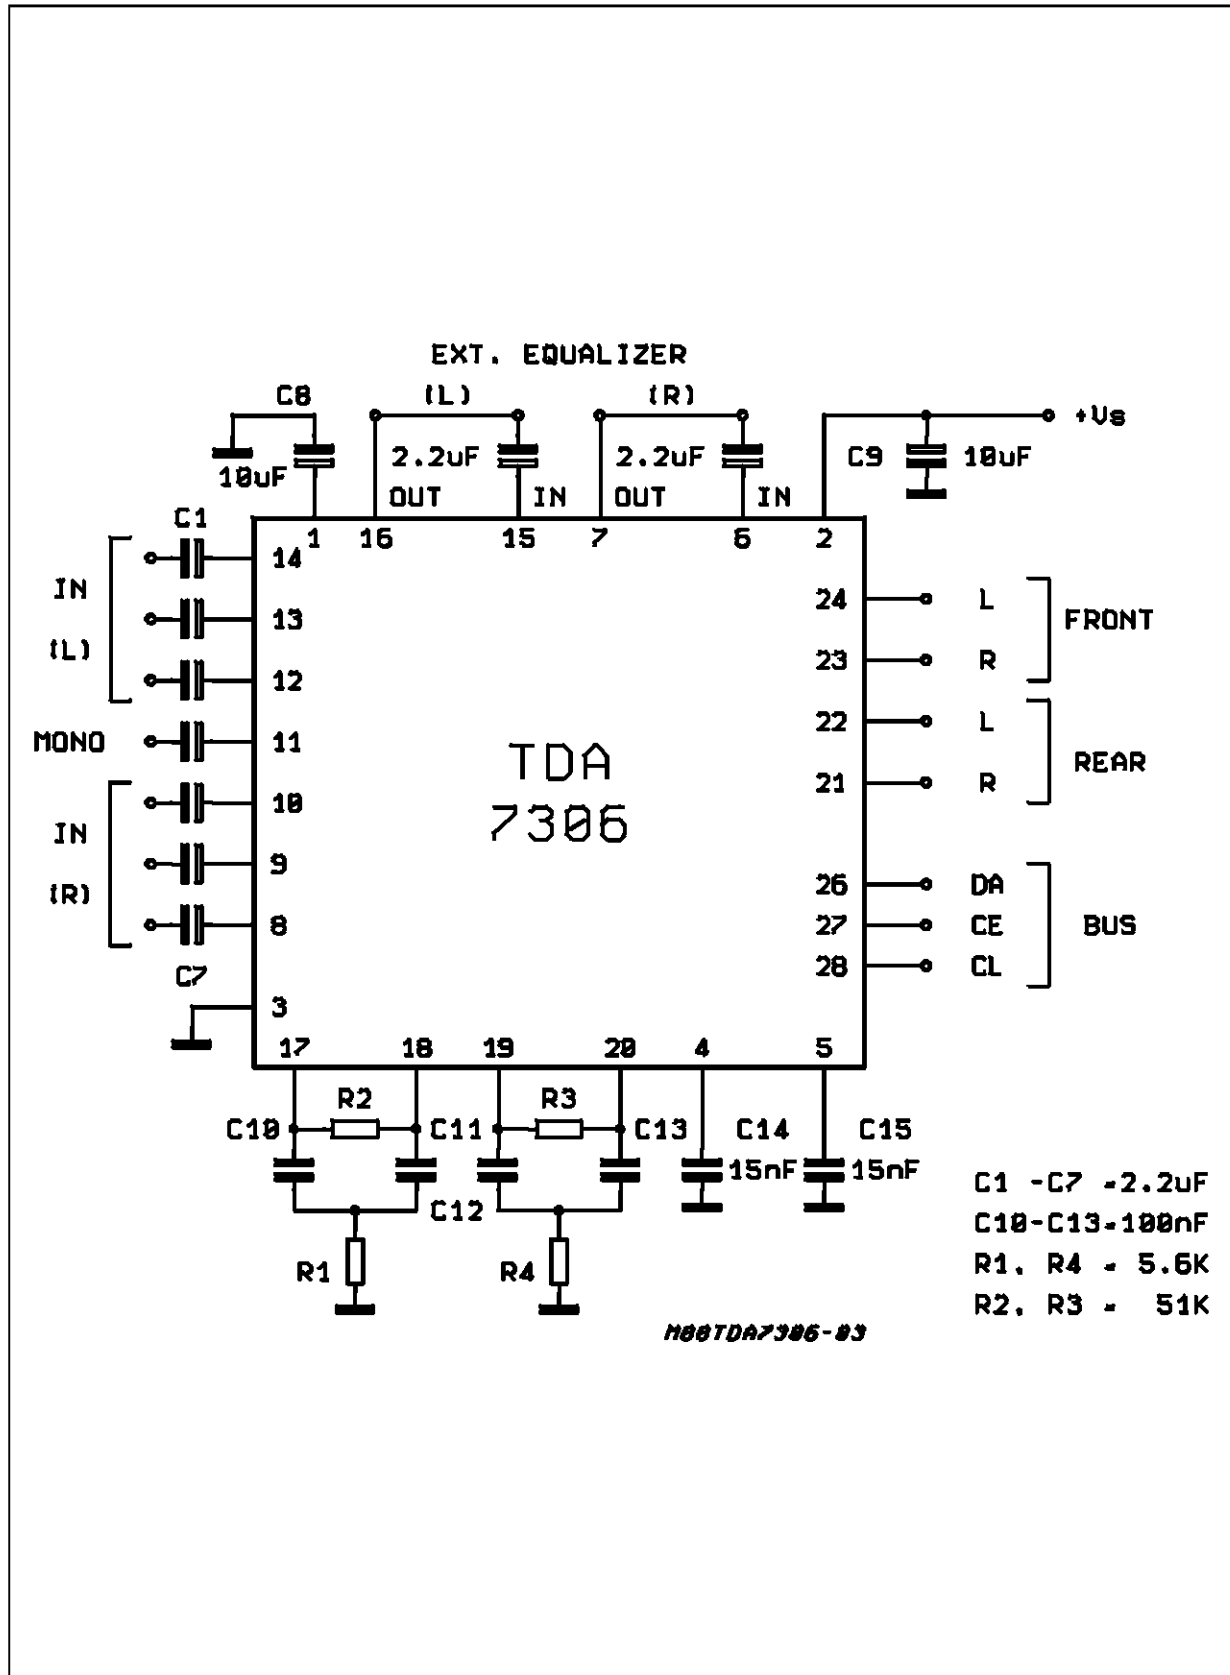 EXT. EQUALIZER
C8 (L) (R)
+Vs
10uF 2.2uF 2.2uF C9 10uF
OUT IN OUT IN
C1
1 16 15 7 6 2
14
IN
24 L
13
FRONT
(L)
23 R
12
22 L
MONO 11
TDA
REAR
21 R
10
IN
7306
9
(R)
26 DA
8
27 CE BUS
28 CL
C7
3
17 18 19 20 4 5
R2 R3
C10 C11 C13 C14 C15
15nF 15nF
C1 -C7 =2.2uF
C12
C10-C13=100nF
R1 R4
R1, R4 = 5.6K
R2, R3 = 51K
M88TDA7306-03